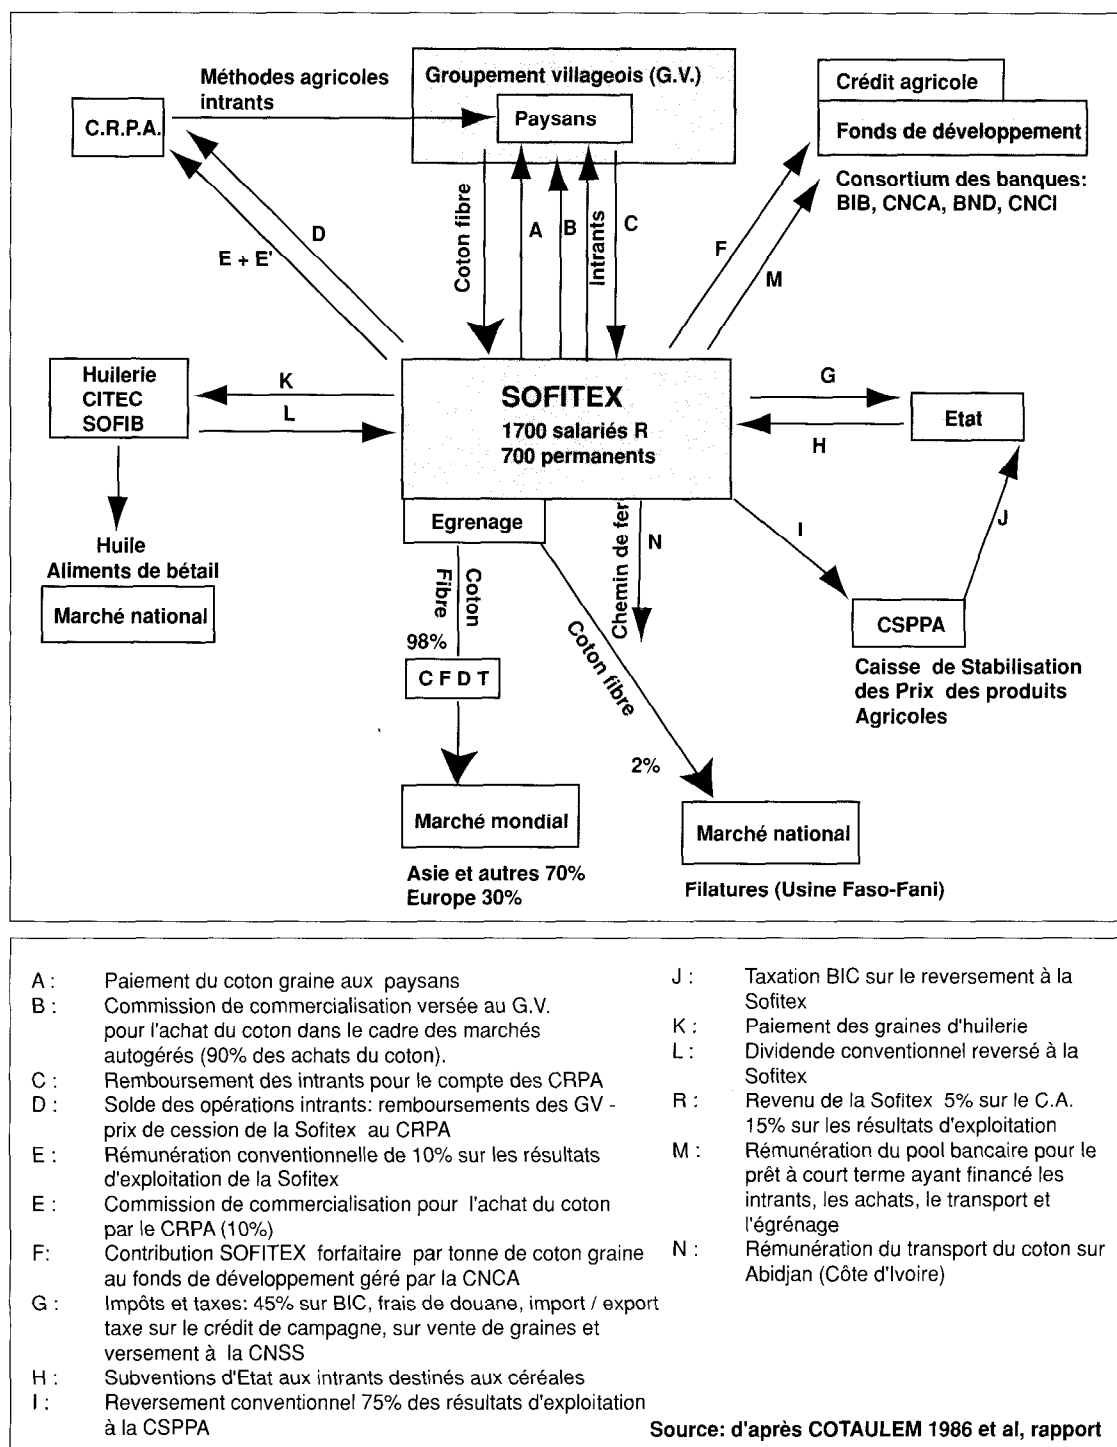 Méthodes agricoles
intrants
C.R.P.A.
Groupement villageois (G.V.)
Paysans
Crédit agricole
Fonds de développement
Consortium des banques:
BIB, CNCA, BND, CNCI
D
E + E'
Coton fibre
A
B
Intrants
C
F
M
Huilerie
CITEC
SOFIB
K
L
SOFITEX
1700 salariés R
700 permanents
G
Etat
H
Egrenage
Huile
Aliments de bétail
Marché national
Coton
Fibre
98%
C F D T
Coton fibre
2%
Chemin de fer
N
I
J
CSPPA
Caisse de Stabilisation
des Prix des produits
Agricoles
Marché mondial
Asie et autres 70%
Europe 30%
Marché national
Filatures (Usine Faso-Fani)
A : Paiement du coton graine aux paysans
B : Commission de commercialisation versée au G.V.
pour l'achat du coton dans le cadre des marchés
autogérés (90% des achats du coton).
C : Remboursement des intrants pour le compte des CRPA
D : Solde des opérations intrants: remboursements des GV -
prix de cession de la Sofitex au CRPA
E : Rémunération conventionnelle de 10% sur les résultats
d'exploitation de la Sofitex
E : Commission de commercialisation pour l'achat du coton
par le CRPA (10%)
F: Contribution SOFITEX forfaitaire par tonne de coton graine
au fonds de développement géré par la CNCA
G : Impôts et taxes: 45% sur BIC, frais de douane, import / export
taxe sur le crédit de campagne, sur vente de graines et
versement à la CNSS
H : Subventions d'Etat aux intrants destinés aux céréales
I : Reversement conventionnel 75% des résultats d'exploitation
à la CSPPA
J : Taxation BIC sur le reversement à la
Sofitex
K : Paiement des graines d'huilerie
L : Dividende conventionnel reversé à la
Sofitex
R : Revenu de la Sofitex 5% sur le C.A.
15% sur les résultats d'exploitation
M : Rémunération du pool bancaire pour le
prêt à court terme ayant financé les
intrants, les achats, le transport et
l'égrénage
N : Rémunération du transport du coton sur
Abidjan (Côte d'Ivoire)
Source: d'après COTAULEM 1986 et al, rapport